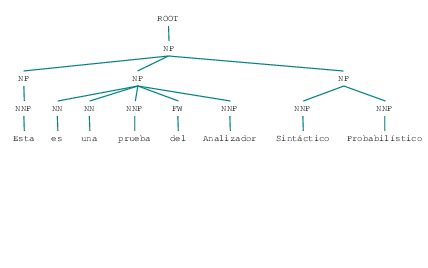 ROOT
NP
NP NP NP
NNP NN NN NNP FW NNP NNP NNP
Esta es una prueba del Analizador Sintáctico Probabilístico